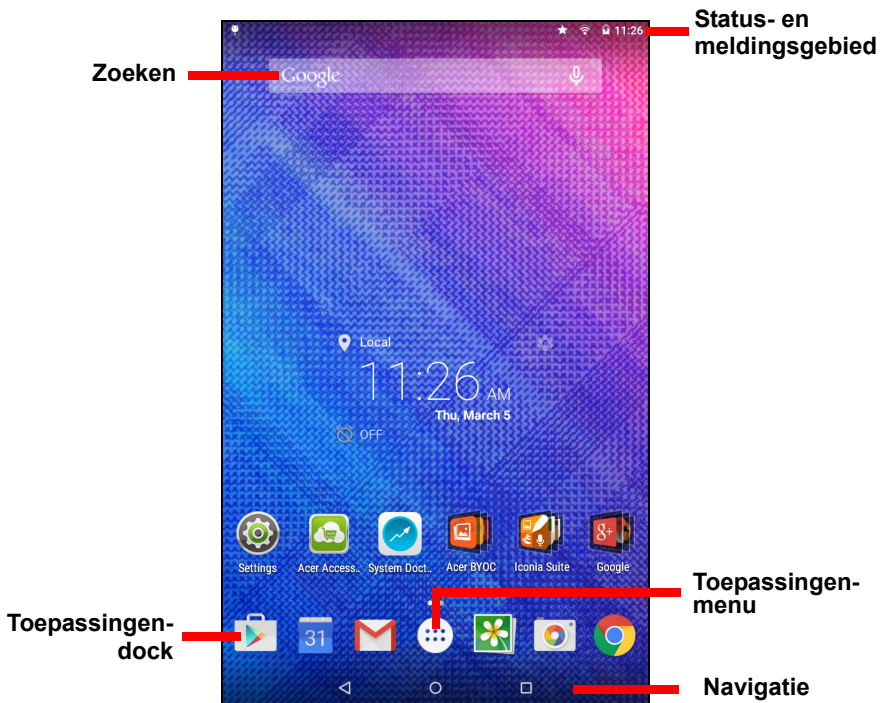 Status- en
meldingsgebied
11:26
Zoeken
Google
Local
11:26 AM
Thu, March 5
OFF
Settings
Acer Access..
System Doct..
Acer BYOC
Iconia Suite
Google
8+
Toepassingen-
menu
Toepassingen-
dock
31
Navigatie